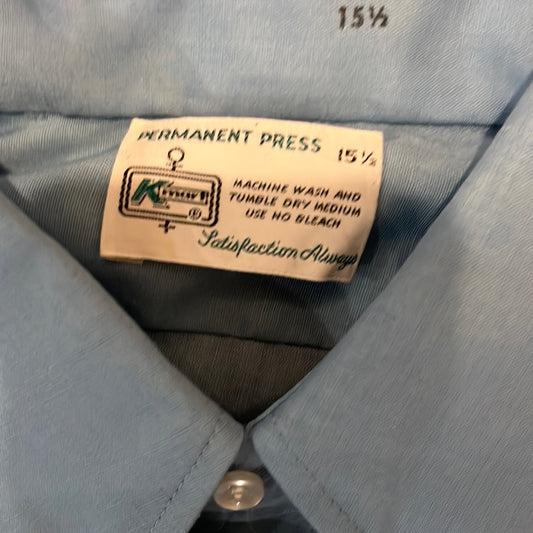 15½
PERMANENT PRESS 15½
Kmart®
MACHINE WASH AND
TUMBLE DRY MEDIUM
USE NO BLEACH
Satisfaction Always